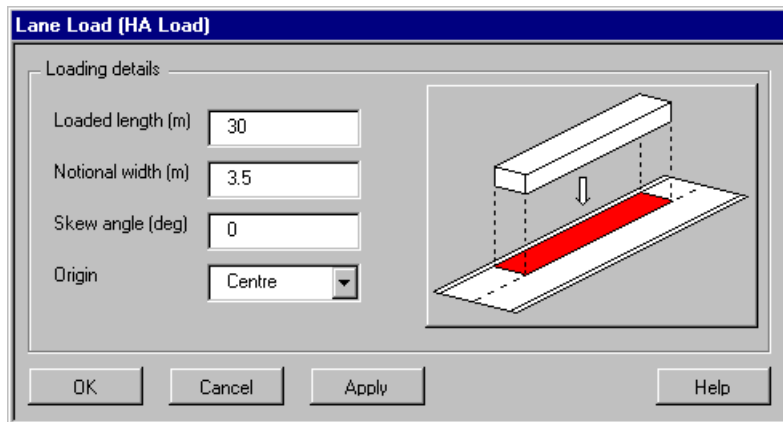 Lane Load (HA Load)
Loading details
Loaded length (m) 30
Notional width (m) 3.5
Skew angle (deg) 0
Origin Centre
OK Cancel Apply Help